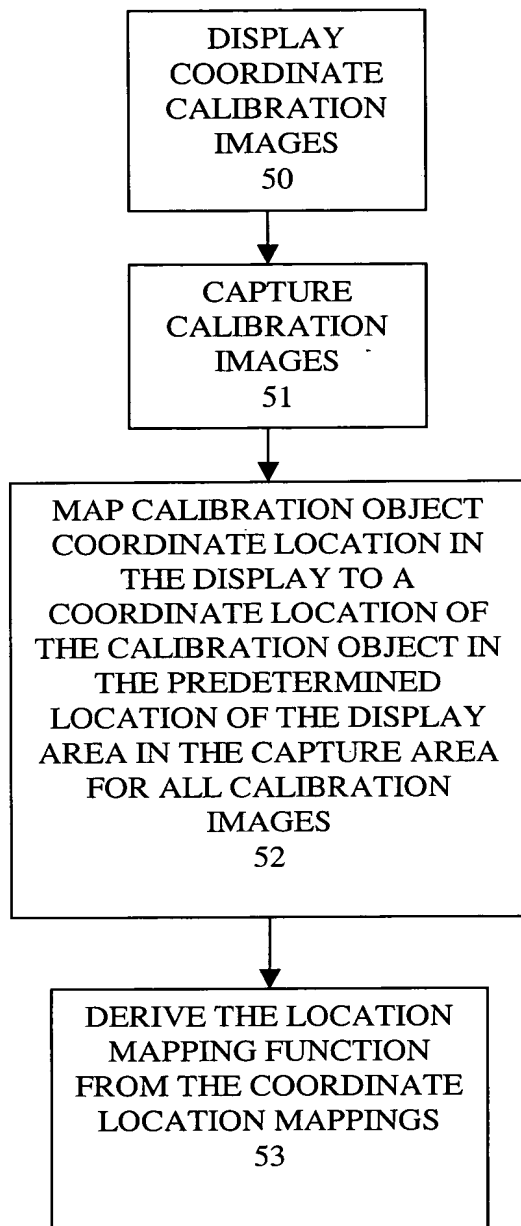 DISPLAY
COORDINATE
CALIBRATION
IMAGES
50
CAPTURE
CALIBRATION
IMAGES
51
MAP CALIBRATION OBJECT
COORDINATE LOCATION IN
THE DISPLAY TO A
COORDINATE LOCATION OF
THE CALIBRATION OBJECT IN
THE PREDETERMINED
LOCATION OF THE DISPLAY
AREA IN THE CAPTURE AREA
FOR ALL CALIBRATION
IMAGES
52
DERIVE THE LOCATION
MAPPING FUNCTION
FROM THE COORDINATE
LOCATION MAPPINGS
53